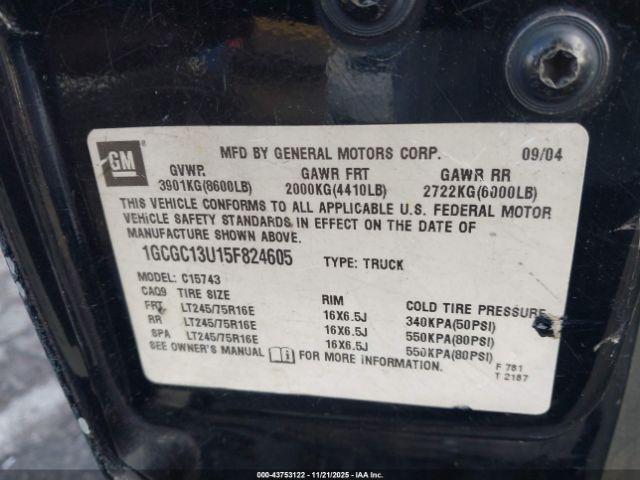 GM
MFD BY GENERAL MOTORS CORP. 09/04
GVWR GAWR FRT GAWR RR
3901KG(8600LB) 2000KG(4410LB) 2722KG(6000LB)
THIS VEHICLE CONFORMS TO ALL APPLICABLE U.S. FEDERAL MOTOR
VEHICLE SAFETY STANDARDS IN EFFECT ON THE DATE OF
MANUFACTURE SHOWN ABOVE.
1GCGC13U15F824605 TYPE: TRUCK
MODEL: C15743
CAQ9 TIRE SIZE RIM COLD TIRE PRESSURE
FRT LT245/75R16E 16X6.5J 340KPA(50PSI)
RR LT245/75R16E 16X6.5J 550KPA(80PSI)
SPA LT245/75R16E 16X6.5J 550KPA(80PSI)
SEE OWNER'S MANUAL FOR MORE INFORMATION.
F 781
T 2187
000-43753122 - 11/21/2025 - IAAI.COM